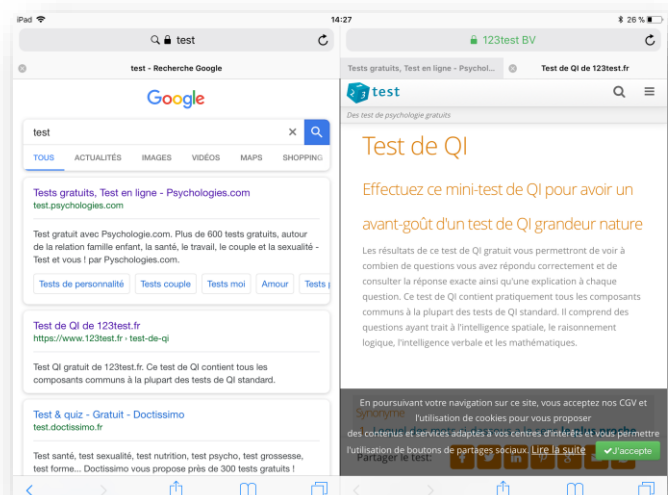 iPad
14:27
26 %
test
test - Recherche Google
Google
test
TOUS ACTUALITÉS IMAGES VIDÉOS MAPS SHOPPING
Tests gratuits, Test en ligne - Psychologies.com
test.psychologies.com
Test gratuit avec Psychologie.com. Plus de 600 tests gratuits, autour
de la relation famille enfant, la santé, le travail, le couple et la sexualité -
Test et vous ! par Pyschologies.com.
Tests de personnalité Tests couple Tests moi Amour Tests
Test de QI de 123test.fr
https://www.123test.fr › test-de-qi
Test QI gratuit de 123test.fr. Ce test de QI contient tous les
composants communs à la plupart des tests de QI standard.
Test & quiz - Gratuit - Doctissimo
test.doctissimo.fr
Test santé, test sexualité, test nutrition, test psycho, test grossesse,
test forme... Doctissimo vous propose près de 300 tests gratuits !
123test BV
Tests gratuits, Test en ligne - Psychol...
Test de QI de 123test.fr
2 3 test
Des test de psychologie gratuits
Test de QI
Effectuez ce mini-test de QI pour avoir un
avant-goût d'un test de QI grandeur nature
Les résultats de ce test de QI gratuit vous permettront de voir à
combien de questions vous avez répondu correctement et de
consulter la réponse exacte ainsi qu'une explication à chaque
question. Ce test de QI contient pratiquement tous les composants
communs à la plupart des tests de QI standard. Il comprend des
questions ayant trait à l'intelligence spatiale, le raisonnement
logique, l'intelligence verbale et les mathématiques.
En poursuivant votre navigation sur ce site, vous acceptez nos CGV et
Synonyme
l'utilisation de cookies pour vous proposer
des contenus et services adaptés à vos centres d'intérêts et vous permettre
l'utilisation de boutons de partages sociaux. Lire la suite
J'accepte
Partager le test: